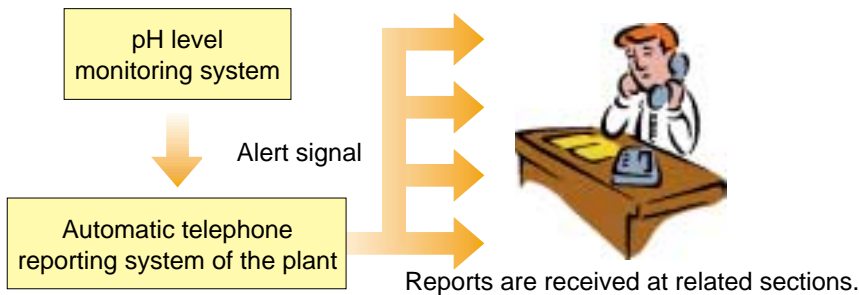 pH level
monitoring system
Alert signal
Automatic telephone
reporting system of the plant
Reports are received at related sections.